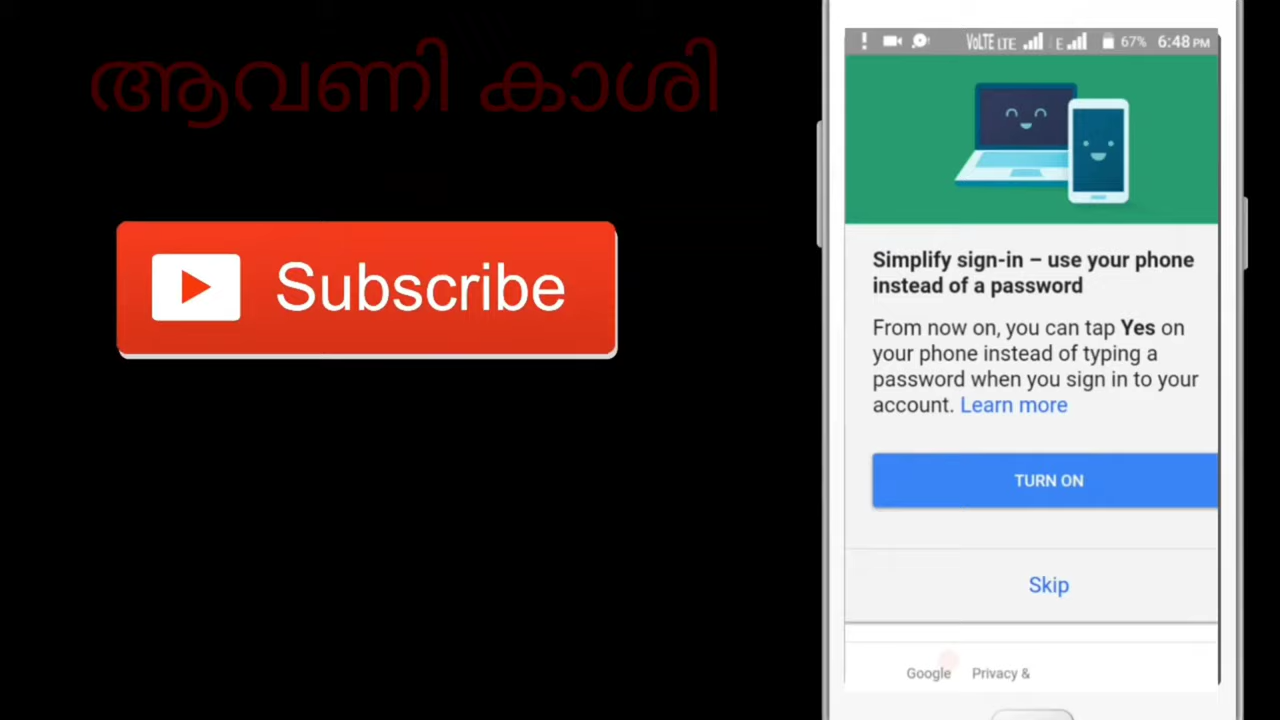 ആവണി കാശി
Subscribe
VoLTE LTE E 67% 6:48 PM
Simplify sign-in – use your phone
instead of a password
From now on, you can tap Yes on
your phone instead of typing a
password when you sign in to your
account. Learn more
TURN ON
Skip
Google Privacy &